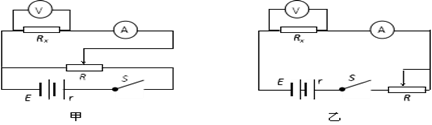 V V
Rₓ A Rₓ A
R S
E r S E r R
甲 乙